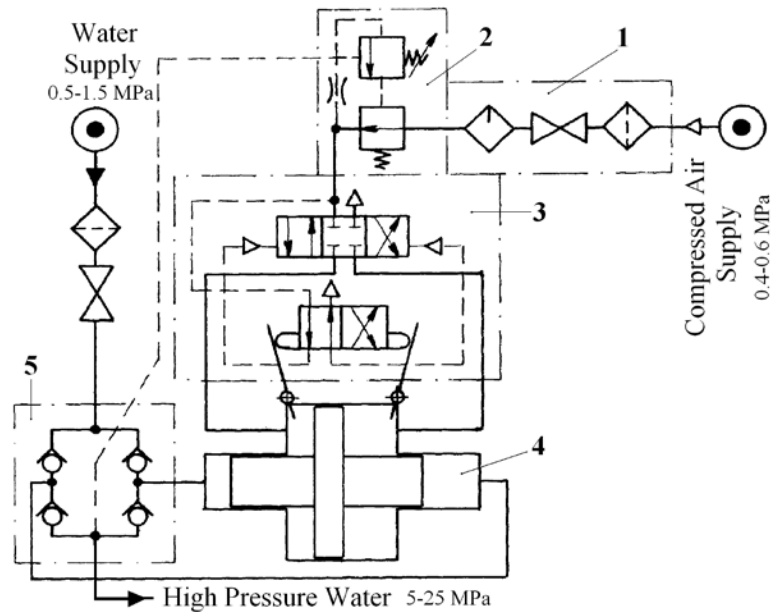 Water
Supply
0.5-1.5 MPa
2
1
3
Compressed Air
Supply
0.4-0.6 MPa
5
4
High Pressure Water 5-25 MPa